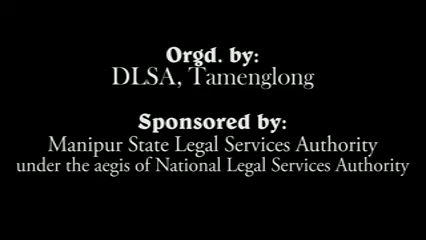 Orgd. by:
DLSA, Tamenglong
Sponsored by:
Manipur State Legal Services Authority
under the aegis of National Legal Services Authority